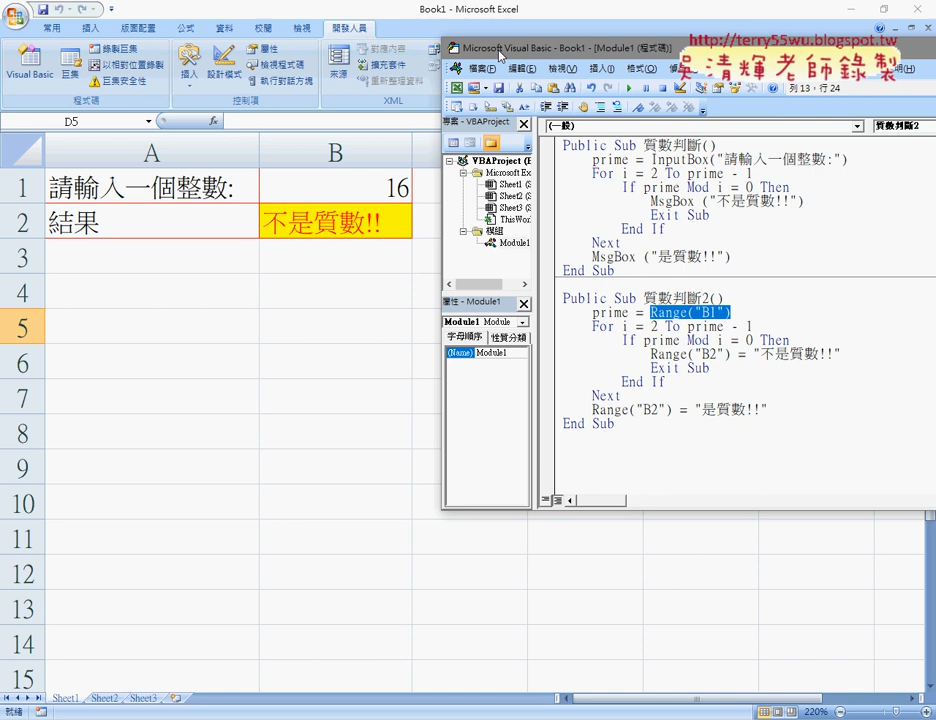 Book1 - Microsoft Excel
常用 插入 版面配置 公式 資料 校閱 檢視 開發人員
Visual Basic 巨集 錄製巨集 以相對位置錄製 巨集安全性
程式碼
插入 設計模式 屬性 檢視程式碼 執行對話方塊
控制項
來源 對應內容 擴充套件 重新整理資料
XML
D5 fx
A B
1 請輸入一個整數: 16
2 結果 不是質數!!
3
4
5
6
7
8
9
10
11
12
13
14
15
Sheet1 Sheet2 Sheet3
就緒 220%
http://terry55wu.blogspot.tw
吳清輝老師錄製
Microsoft Visual Basic - Book1 - [Module1 (程式碼)]
檔案(F) 編輯(E) 檢視(V) 插入(I) 格式(O)
列 13, 行 24
專案 - VBAProject
VBAProject (
Microsoft Ex
Sheet1 (S
Sheet2 (S
Sheet3 (S
ThisWor
模組
Module1
屬性 - Module1
Module1 Module
字母順序 性質分類
(Name) Module1
(一般) 質數判斷2
Public Sub 質數判斷()
prime = InputBox("請輸入一個整數:")
For i = 2 To prime - 1
If prime Mod i = 0 Then
MsgBox ("不是質數!!")
Exit Sub
End If
Next
MsgBox ("是質數!!")
End Sub
Public Sub 質數判斷2()
prime = Range("B1")
For i = 2 To prime - 1
If prime Mod i = 0 Then
Range("B2") = "不是質數!!"
Exit Sub
End If
Next
Range("B2") = "是質數!!"
End Sub